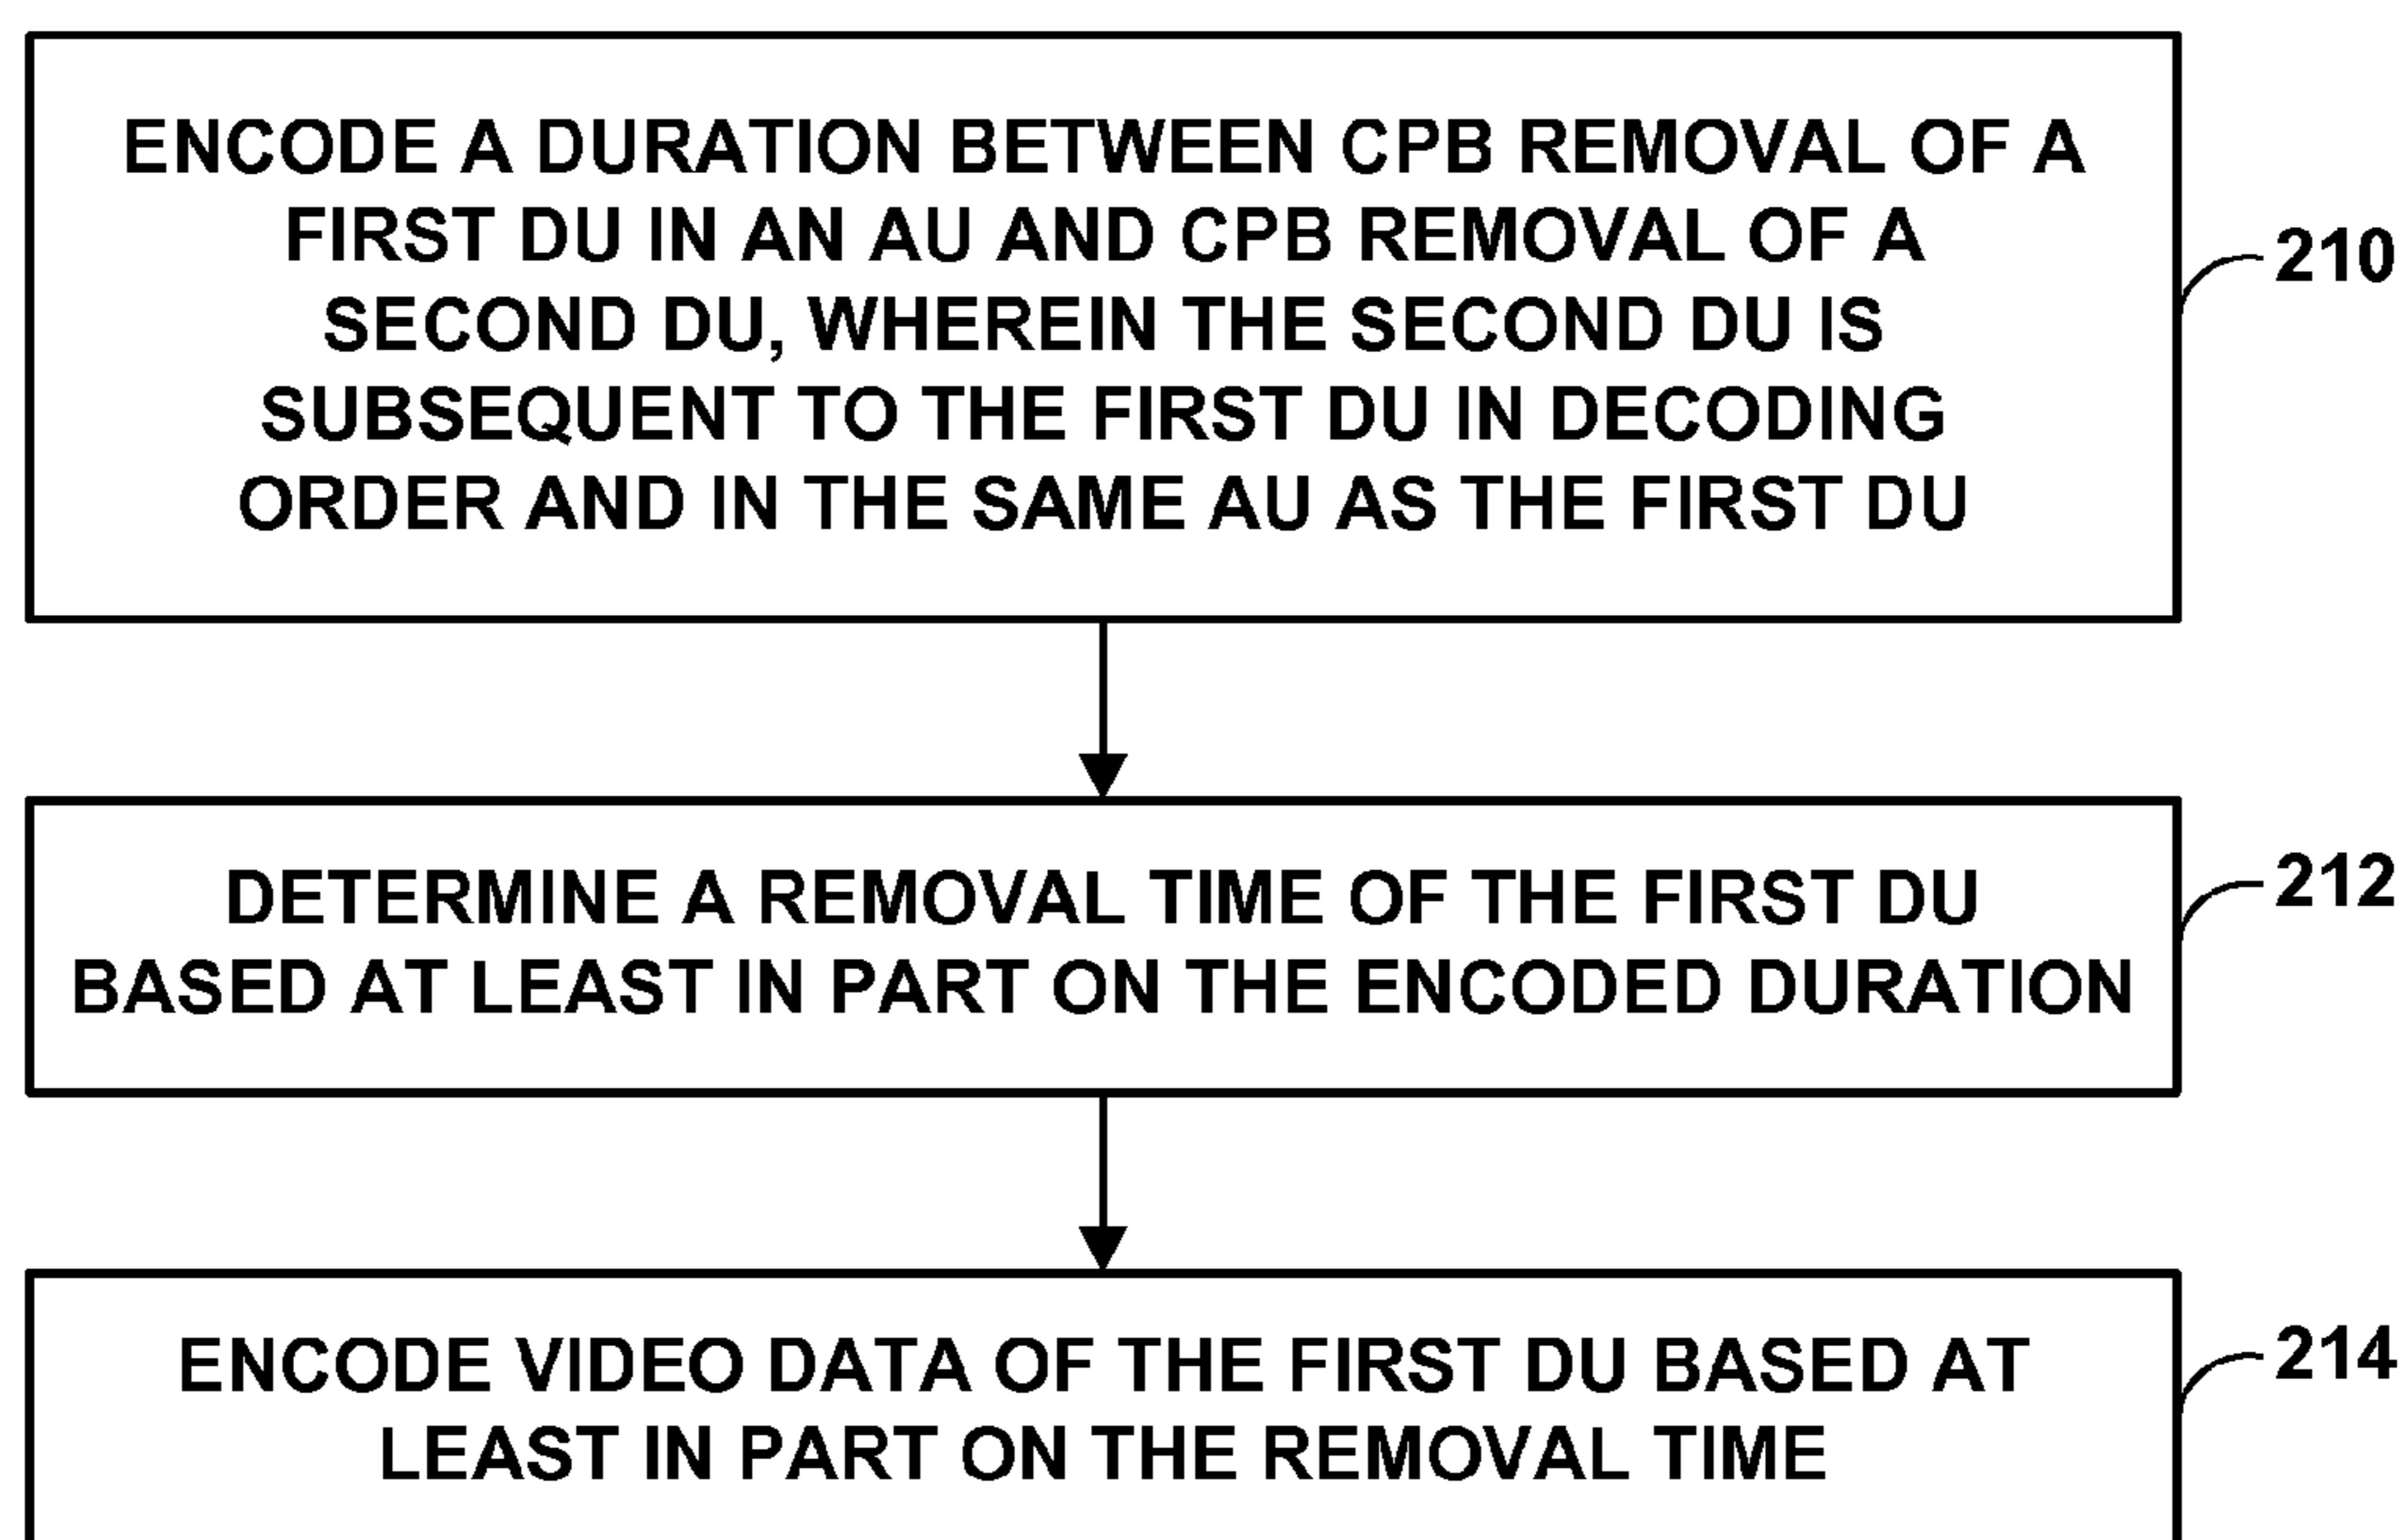 ENCODE A DURATION BETWEEN CPB REMOVAL OF A
FIRST DU IN AN AU AND CPB REMOVAL OF A
SECOND DU, WHEREIN THE SECOND DU IS
SUBSEQUENT TO THE FIRST DU IN DECODING
ORDER AND IN THE SAME AU AS THE FIRST DU
210
DETERMINE A REMOVAL TIME OF THE FIRST DU
BASED AT LEAST IN PART ON THE ENCODED DURATION
212
ENCODE VIDEO DATA OF THE FIRST DU BASED AT
LEAST IN PART ON THE REMOVAL TIME
214